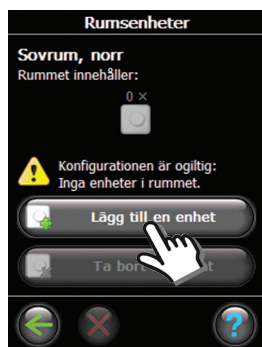 Rumsenheter
Sovrum, norr
Rummet innehåller:
0 ×
Konfigurationen är ogiltig:
Inga enheter i rummet.
Lägg till en enhet
Ta bort
?